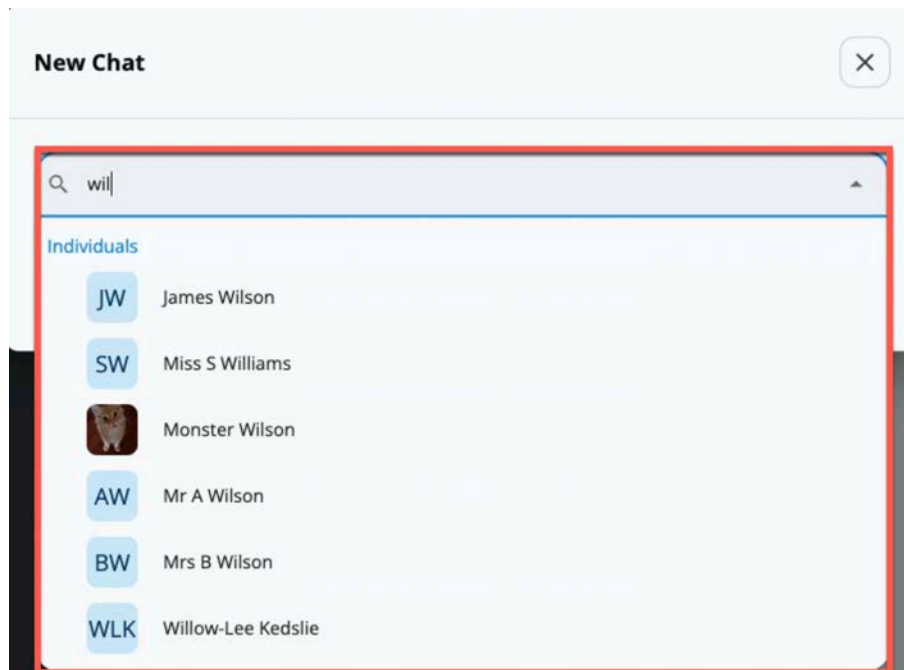 New Chat
wil
Individuals
JW James Wilson
SW Miss S Williams
Monster Wilson
AW Mr A Wilson
BW Mrs B Wilson
WLK Willow-Lee Kedslie